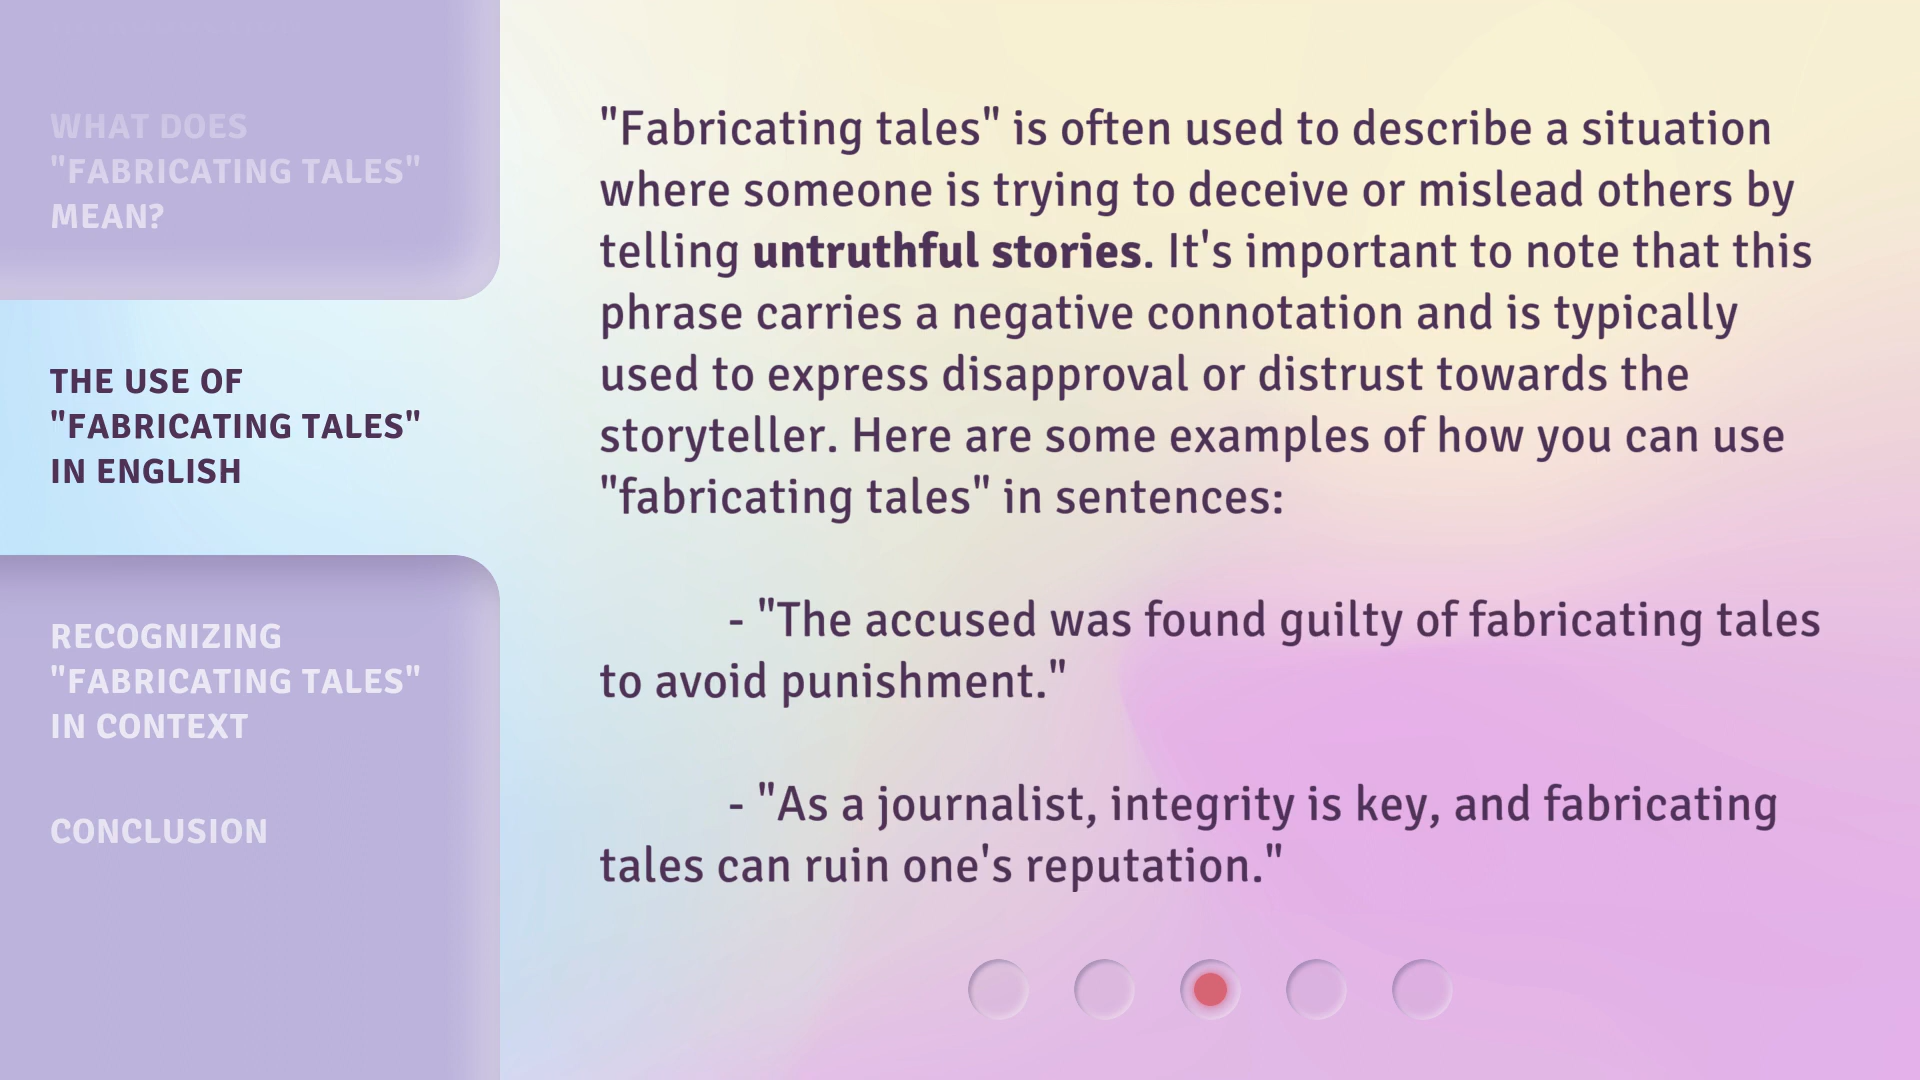 WHAT DOES
"FABRICATING TALES"
MEAN?
THE USE OF
"FABRICATING TALES"
IN ENGLISH
RECOGNIZING
"FABRICATING TALES"
IN CONTEXT
CONCLUSION
"Fabricating tales" is often used to describe a situation
where someone is trying to deceive or mislead others by
telling untruthful stories. It's important to note that this
phrase carries a negative connotation and is typically
used to express disapproval or distrust towards the
storyteller. Here are some examples of how you can use
"fabricating tales" in sentences:
- "The accused was found guilty of fabricating tales
to avoid punishment."
- "As a journalist, integrity is key, and fabricating
tales can ruin one's reputation."